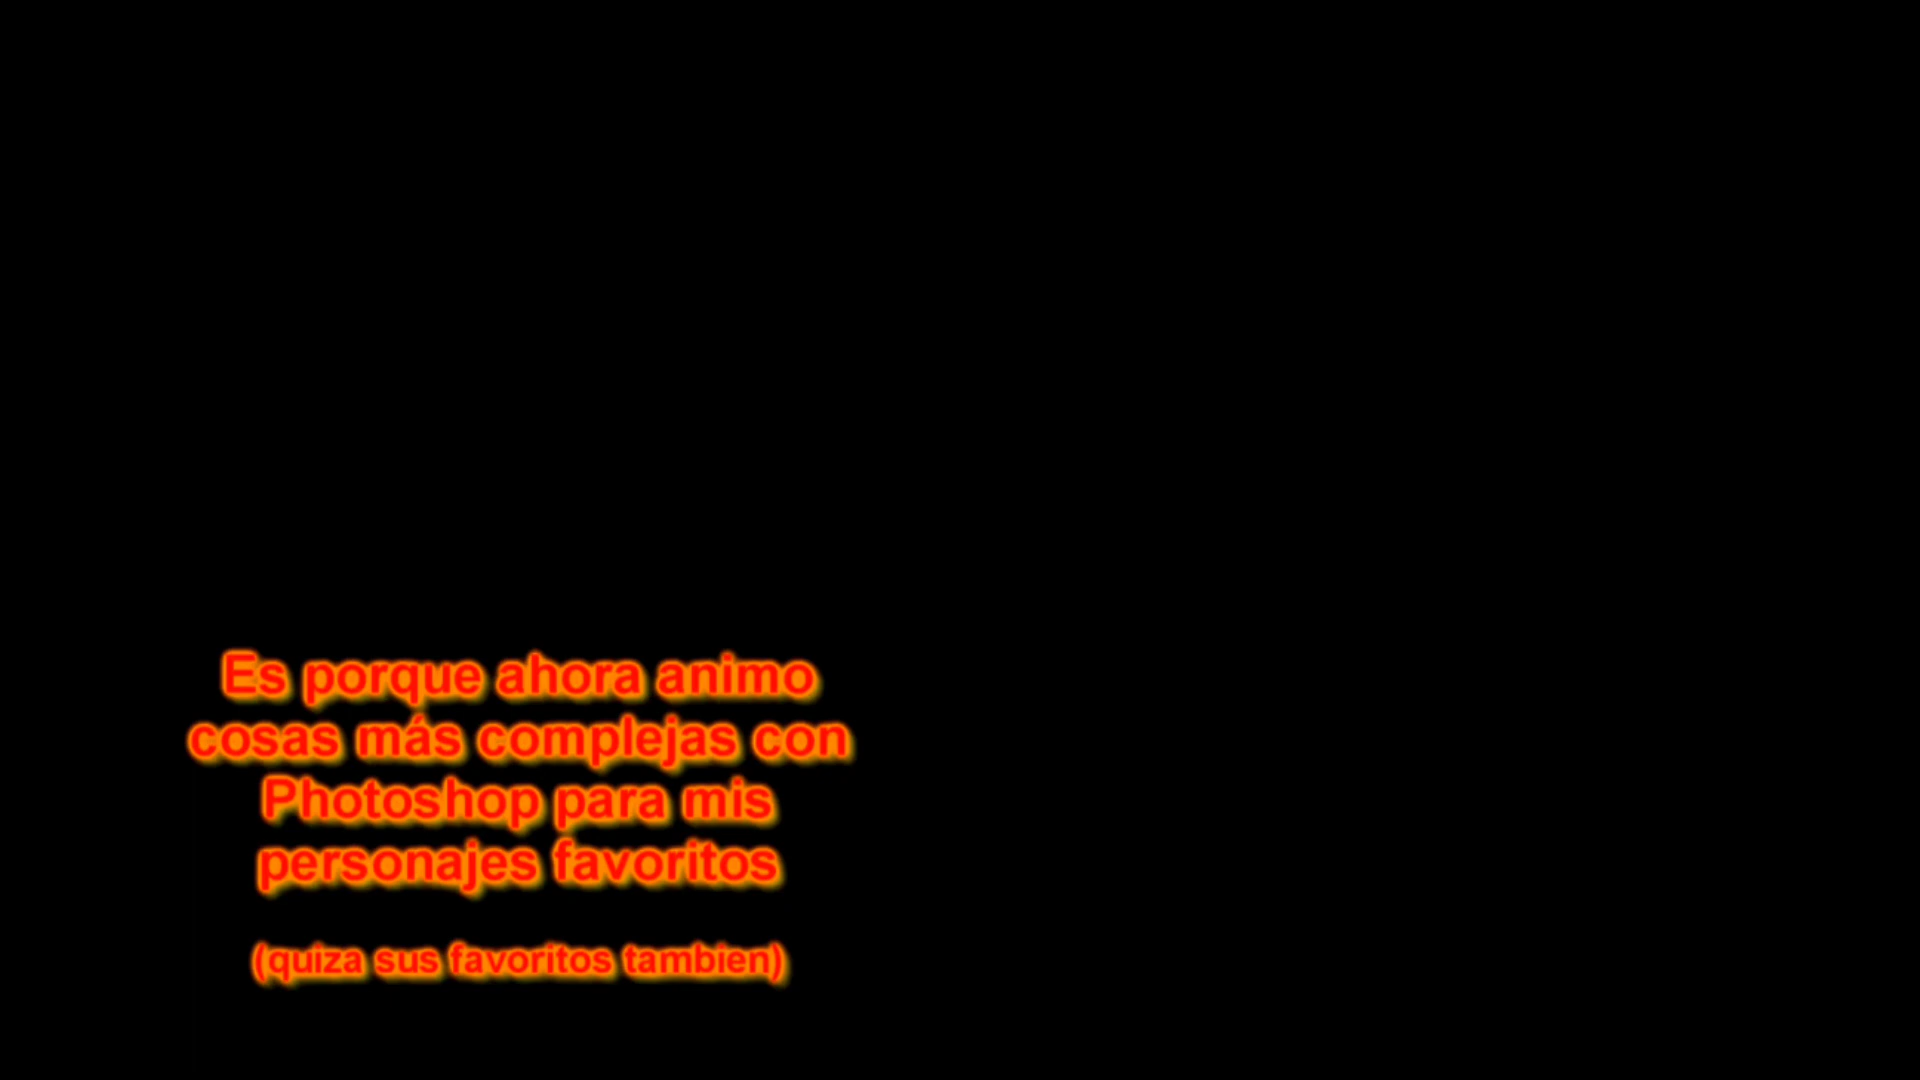 Es porque ahora animo
cosas más complejas con
Photoshop para mis
personajes favoritos
(quiza sus favoritos tambien)